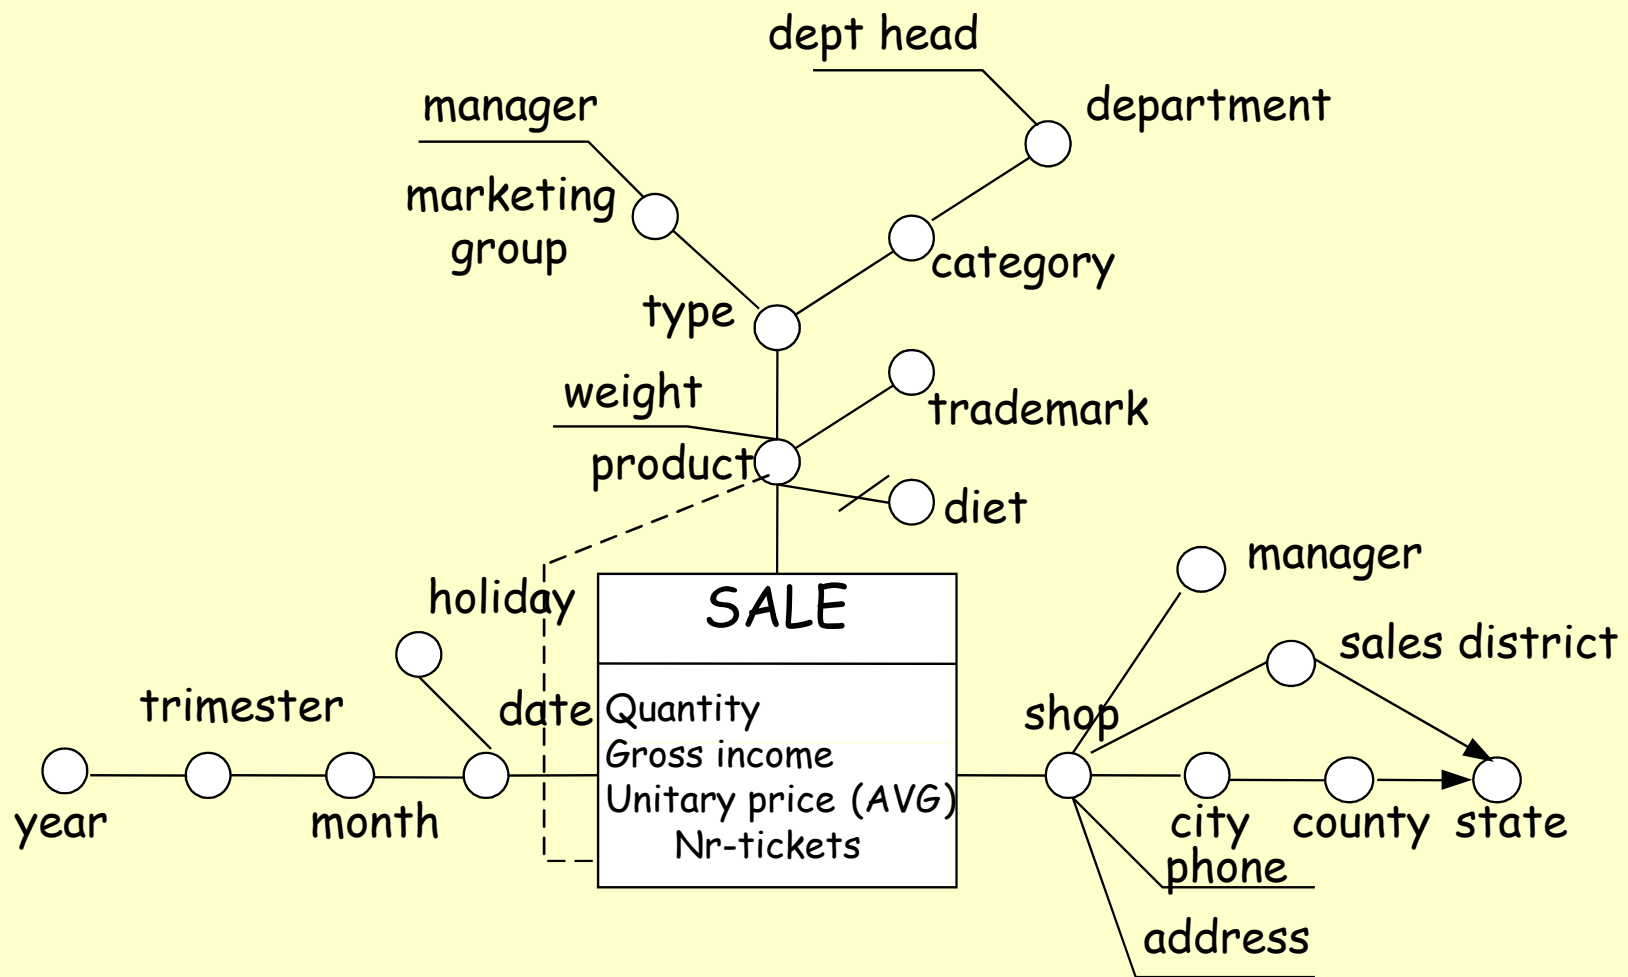 dept head
manager
department
marketing
group
category
type
weight
trademark
product
diet
manager
holiday
SALE
sales district
trimester
date
Quantity
shop
Gross income
Unitary price (AVG)
year
month
city
county
state
Nr-tickets
phone
address